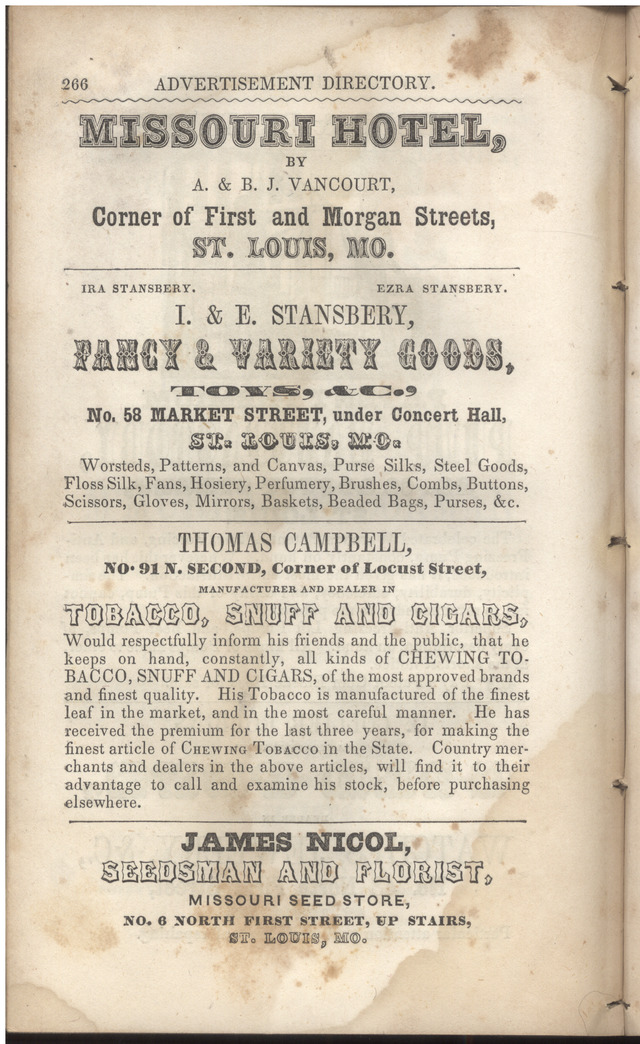 266 ADVERTISEMENT DIRECTORY.
MISSOURI HOTEL,
BY
A. & B. J. VANCOURT,
Corner of First and Morgan Streets,
ST. LOUIS, MO.
IRA STANSBERY. EZRA STANSBERY.
I. & E. STANSBERY,
FANCY & VARIETY GOODS,
TOYS, &C.,
No. 58 MARKET STREET, under Concert Hall,
ST. LOUIS, MO.
Worsteds, Patterns, and Canvas, Purse Silks, Steel Goods,
Floss Silk, Fans, Hosiery, Perfumery, Brushes, Combs, Buttons,
Scissors, Gloves, Mirrors, Baskets, Beaded Bags, Purses, &c.
THOMAS CAMPBELL,
NO. 91 N. SECOND, Corner of Locust Street,
MANUFACTURER AND DEALER IN
TOBACCO, SNUFF AND CIGARS,
Would respectfully inform his friends and the public, that he
keeps on hand, constantly, all kinds of CHEWING TO-
BACCO, SNUFF AND CIGARS, of the most approved brands
and finest quality. His Tobacco is manufactured of the finest
leaf in the market, and in the most careful manner. He has
received the premium for the last three years, for making the
finest article of CHEWING TOBACCO in the State. Country mer-
chants and dealers in the above articles, will find it to their
advantage to call and examine his stock, before purchasing
elsewhere.
JAMES NICOL,
SEEDSMAN AND FLORIST,
MISSOURI SEED STORE,
NO. 6 NORTH FIRST STREET, UP STAIRS,
ST. LOUIS, MO.